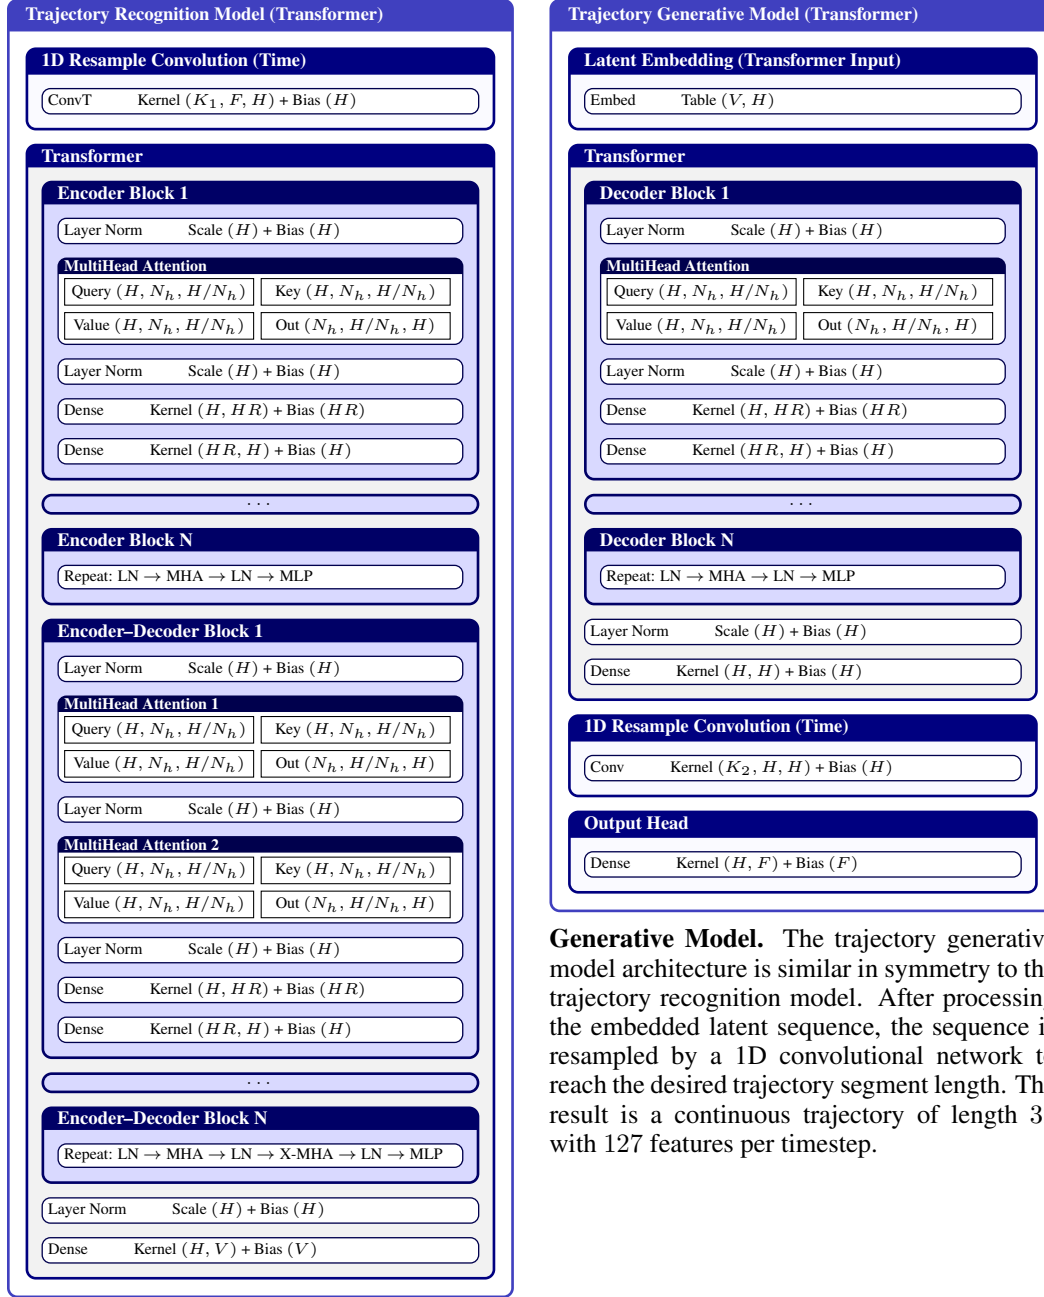 Trajectory Recognition Model (Transformer)
1D Resample Convolution (Time)
ConvT Kernel (K₁, F, H) + Bias (H)
Transformer
Encoder Block 1
Layer Norm Scale (H) + Bias (H)
MultiHead Attention
Query (H, Nₕ, H/Nₕ) Key (H, Nₕ, H/Nₕ)
Value (H, Nₕ, H/Nₕ) Out (Nₕ, H/Nₕ, H)
Layer Norm Scale (H) + Bias (H)
Dense Kernel (H, HR) + Bias (HR)
Dense Kernel (HR, H) + Bias (H)
. . .
Encoder Block N
Repeat: LN → MHA → LN → MLP
Encoder–Decoder Block 1
Layer Norm Scale (H) + Bias (H)
MultiHead Attention 1
Query (H, Nₕ, H/Nₕ) Key (H, Nₕ, H/Nₕ)
Value (H, Nₕ, H/Nₕ) Out (Nₕ, H/Nₕ, H)
Layer Norm Scale (H) + Bias (H)
MultiHead Attention 2
Query (H, Nₕ, H/Nₕ) Key (H, Nₕ, H/Nₕ)
Value (H, Nₕ, H/Nₕ) Out (Nₕ, H/Nₕ, H)
Layer Norm Scale (H) + Bias (H)
Dense Kernel (H, HR) + Bias (HR)
Dense Kernel (HR, H) + Bias (H)
. . .
Encoder–Decoder Block N
Repeat: LN → MHA → LN → X-MHA → LN → MLP
Layer Norm Scale (H) + Bias (H)
Dense Kernel (H, V) + Bias (V)
Trajectory Generative Model (Transformer)
Latent Embedding (Transformer Input)
Embed Table (V, H)
Transformer
Decoder Block 1
Layer Norm Scale (H) + Bias (H)
MultiHead Attention
Query (H, Nₕ, H/Nₕ) Key (H, Nₕ, H/Nₕ)
Value (H, Nₕ, H/Nₕ) Out (Nₕ, H/Nₕ, H)
Layer Norm Scale (H) + Bias (H)
Dense Kernel (H, HR) + Bias (HR)
Dense Kernel (HR, H) + Bias (H)
. . .
Decoder Block N
Repeat: LN → MHA → LN → MLP
Layer Norm Scale (H) + Bias (H)
Dense Kernel (H, H) + Bias (H)
1D Resample Convolution (Time)
Conv Kernel (K₂, H, H) + Bias (H)
Output Head
Dense Kernel (H, F) + Bias (F)
Generative Model. The trajectory generativ
model architecture is similar in symmetry to th
trajectory recognition model. After processing
the embedded latent sequence, the sequence i
resampled by a 1D convolutional network t
reach the desired trajectory segment length. Th
result is a continuous trajectory of length 3
with 127 features per timestep.